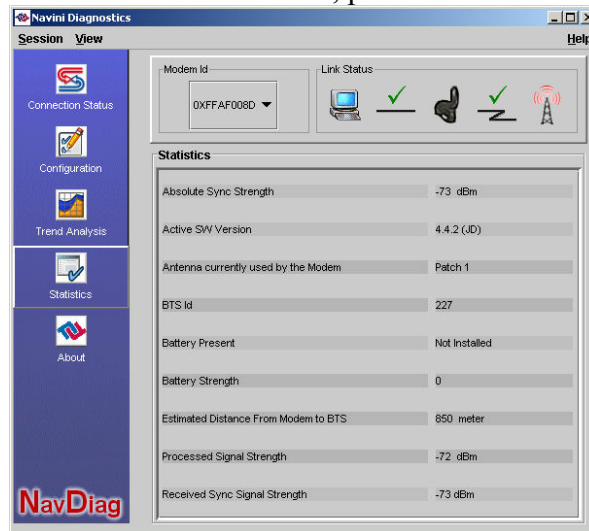 Navini Diagnostics
Session View Help
Modem Id
0XFFAF008D
Link Status
Connection Status
Configuration
Trend Analysis
Statistics
About
NavDiag
Statistics
Absolute Sync Strength -73 dBm
Active SW Version 4.4.2 (JD)
Antenna currently used by the Modem Patch 1
BTS Id 227
Battery Present Not Installed
Battery Strength 0
Estimated Distance From Modem to BTS 850 meter
Processed Signal Strength -72 dBm
Received Sync Signal Strength -73 dBm